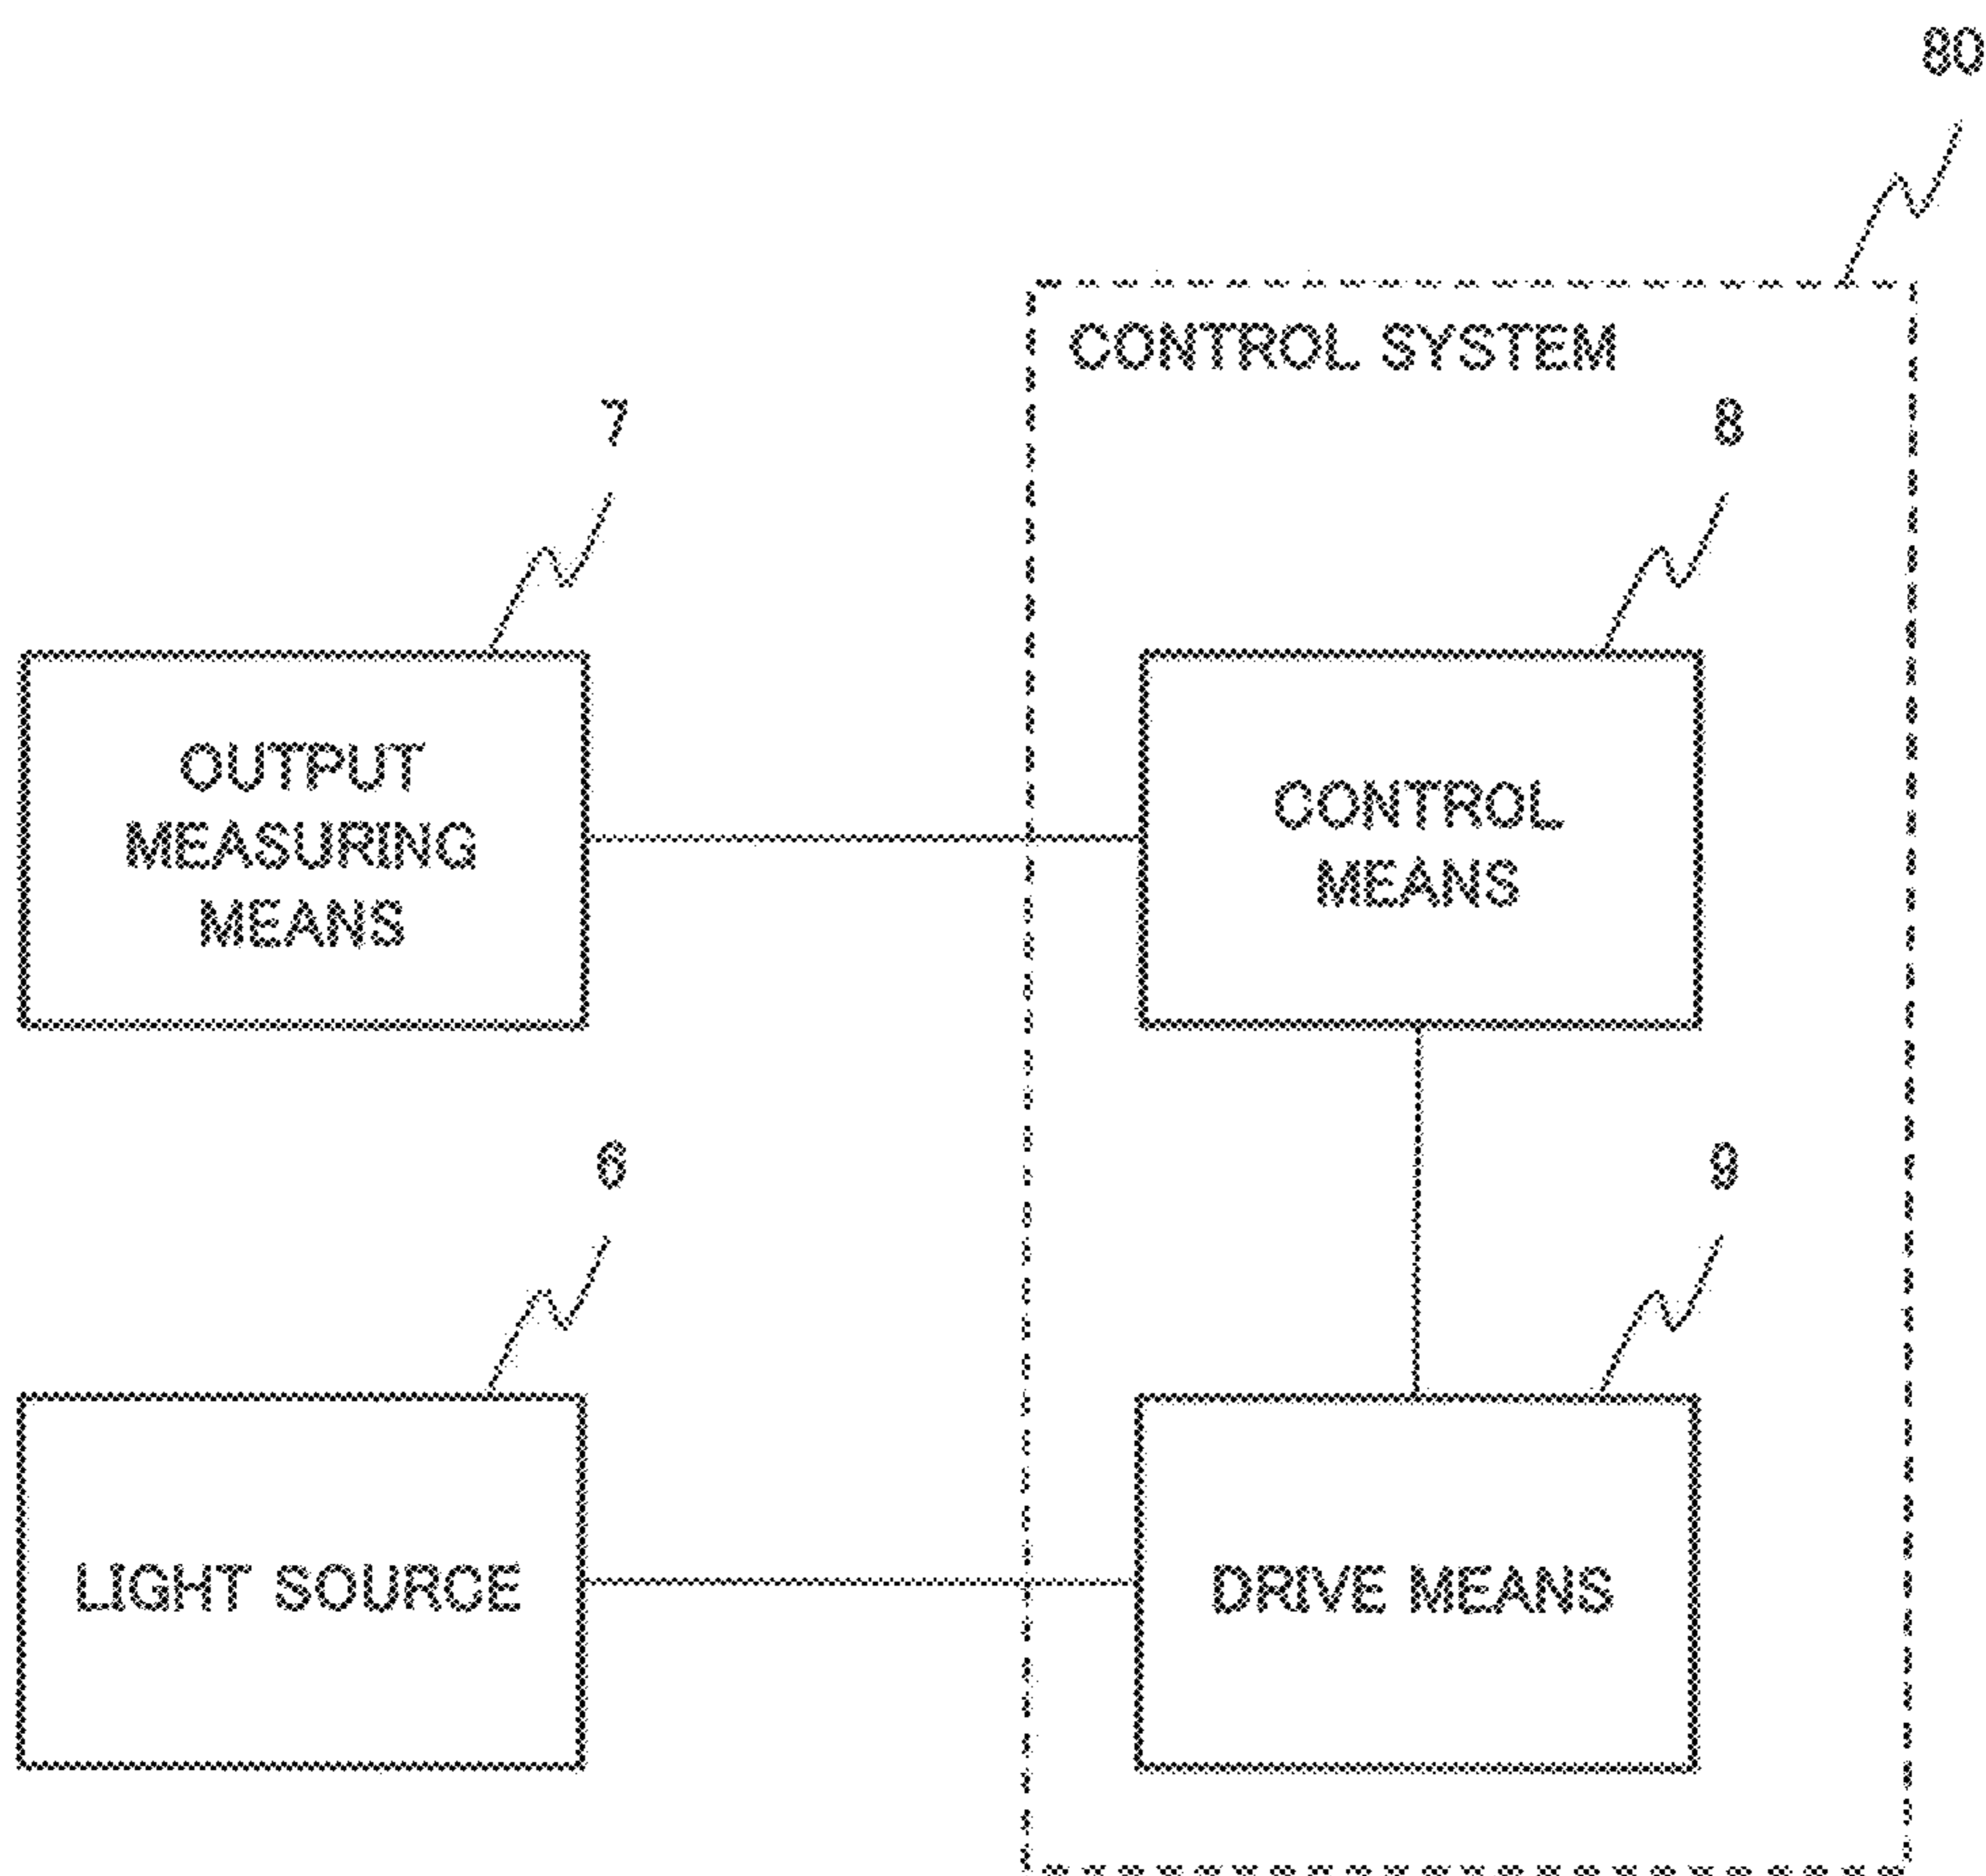 80
CONTROL SYSTEM
7
8
OUTPUT
MEASURING
MEANS
CONTROL
MEANS
6
9
LIGHT SOURCE
DRIVE MEANS